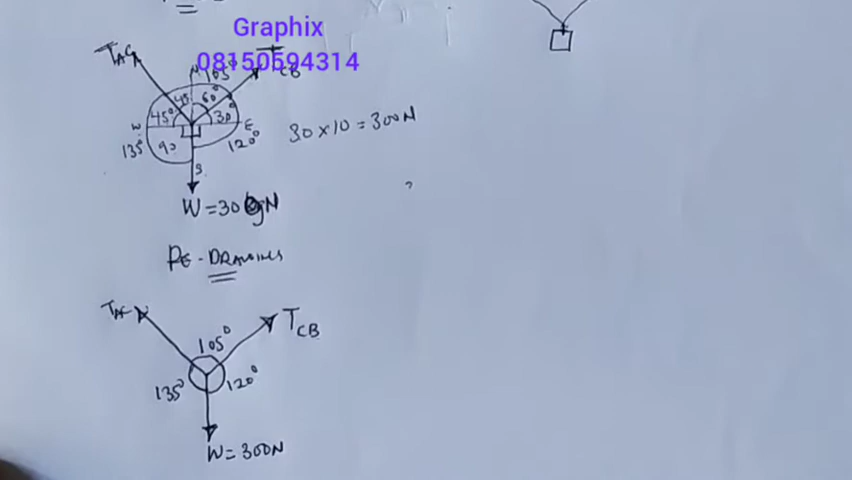 Graphix
08150594314
TAC
TCB
N 105°
45° 45 60° 30°
W E
135° 90 120°
S
30 x 10 = 300N
W = 300N
RE-DRAWING
TAC
TCB
105°
135° 120°
W = 300N